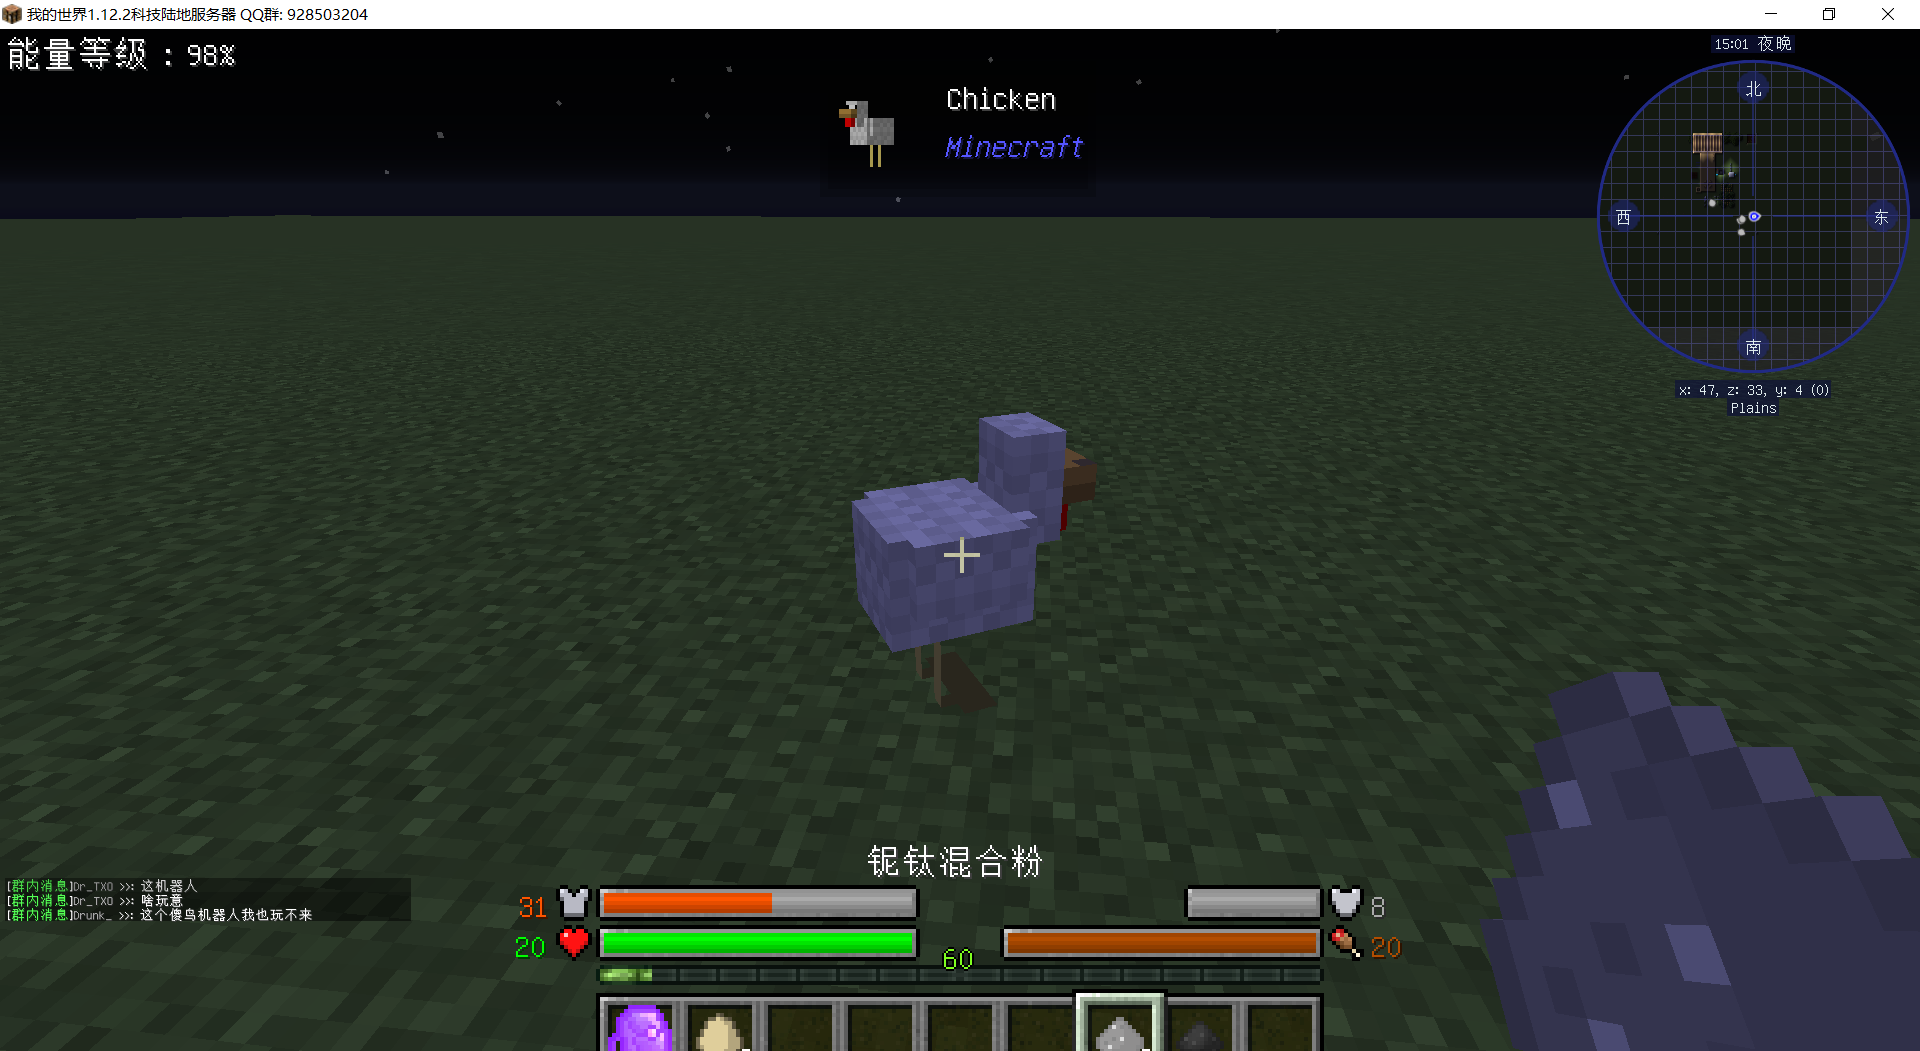 我的世界1.12.2科技陆地服务器 QQ群: 928503204
能量等级 : 98%
Chicken
Minecraft
15:01 夜晚
北
西
东
南
x: 47, z: 33, y: 4 (0)
Plains
铌钛混合粉
[群内消息]Dr_TXO >>: 这机器人
[群内消息]Dr_TXO >>: 啥玩意
[群内消息]Drunk_ >>: 这个傻鸟机器人我也玩不来
31
8
20
60
20